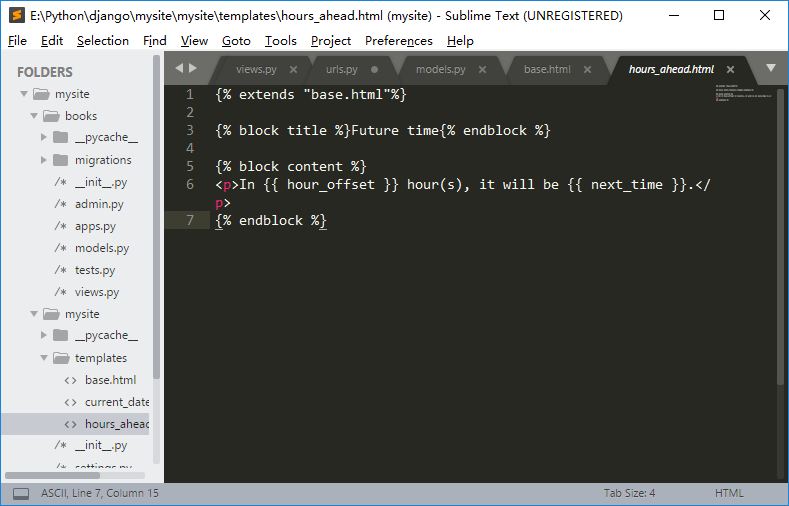 E:\Python\django\mysite\mysite\templates\hours_ahead.html (mysite) - Sublime Text (UNREGISTERED)
File Edit Selection Find View Goto Tools Project Preferences Help
FOLDERS
mysite
books
__pycache__
migrations
/* __init__.py
/* admin.py
/* apps.py
/* models.py
/* tests.py
/* views.py
mysite
__pycache__
templates
<> base.html
<> current_date
<> hours_ahead
/* __init__.py
/* settings.py
views.py × urls.py models.py × base.html × hours_ahead.html ×
1 {% extends "base.html"%}
2
3 {% block title %}Future time{% endblock %}
4
5 {% block content %}
6 <p>In {{ hour_offset }} hour(s), it will be {{ next_time }}.</
p>
7 {% endblock %}
ASCII, Line 7, Column 15 Tab Size: 4 HTML